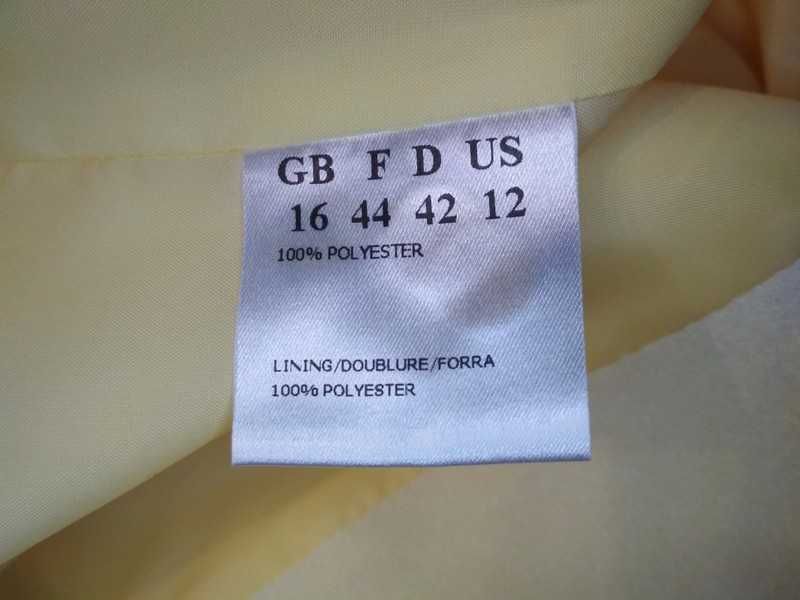 GB F D US
16 44 42 12
100% POLYESTER
LINING/DOUBLURE/FORRA
100% POLYESTER